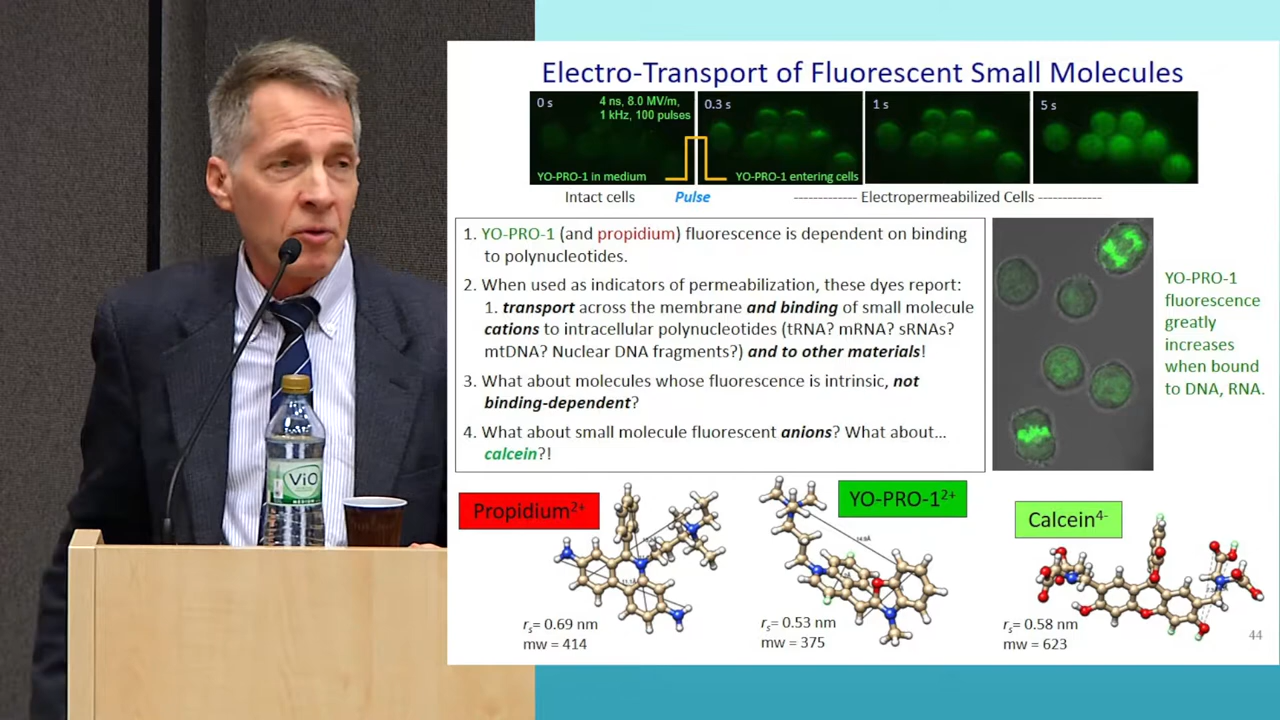 Electro-Transport of Fluorescent Small Molecules
0 s
4 ns, 8.0 MV/m,
1 kHz, 100 pulses
YO-PRO-1 in medium
0.3 s
YO-PRO-1 entering cells
1 s
5 s
Intact cells
Pulse
------------- Electropermeabilized Cells -------------
1. YO-PRO-1 (and propidium) fluorescence is dependent on binding
to polynucleotides.
2. When used as indicators of permeabilization, these dyes report:
1. transport across the membrane and binding of small molecule
cations to intracellular polynucleotides (tRNA? mRNA? sRNAs?
mtDNA? Nuclear DNA fragments?) and to other materials!
3. What about molecules whose fluorescence is intrinsic, not
binding-dependent?
4. What about small molecule fluorescent anions? What about…
calcein?!
YO-PRO-1
fluorescence
greatly
increases
when bound
to DNA, RNA.
Propidium²⁺
rₛ= 0.69 nm
mw = 414
YO-PRO-1²⁺
14.8Å
rₛ= 0.53 nm
mw = 375
Calcein⁴⁻
rₛ= 0.58 nm
mw = 623
44
ViO